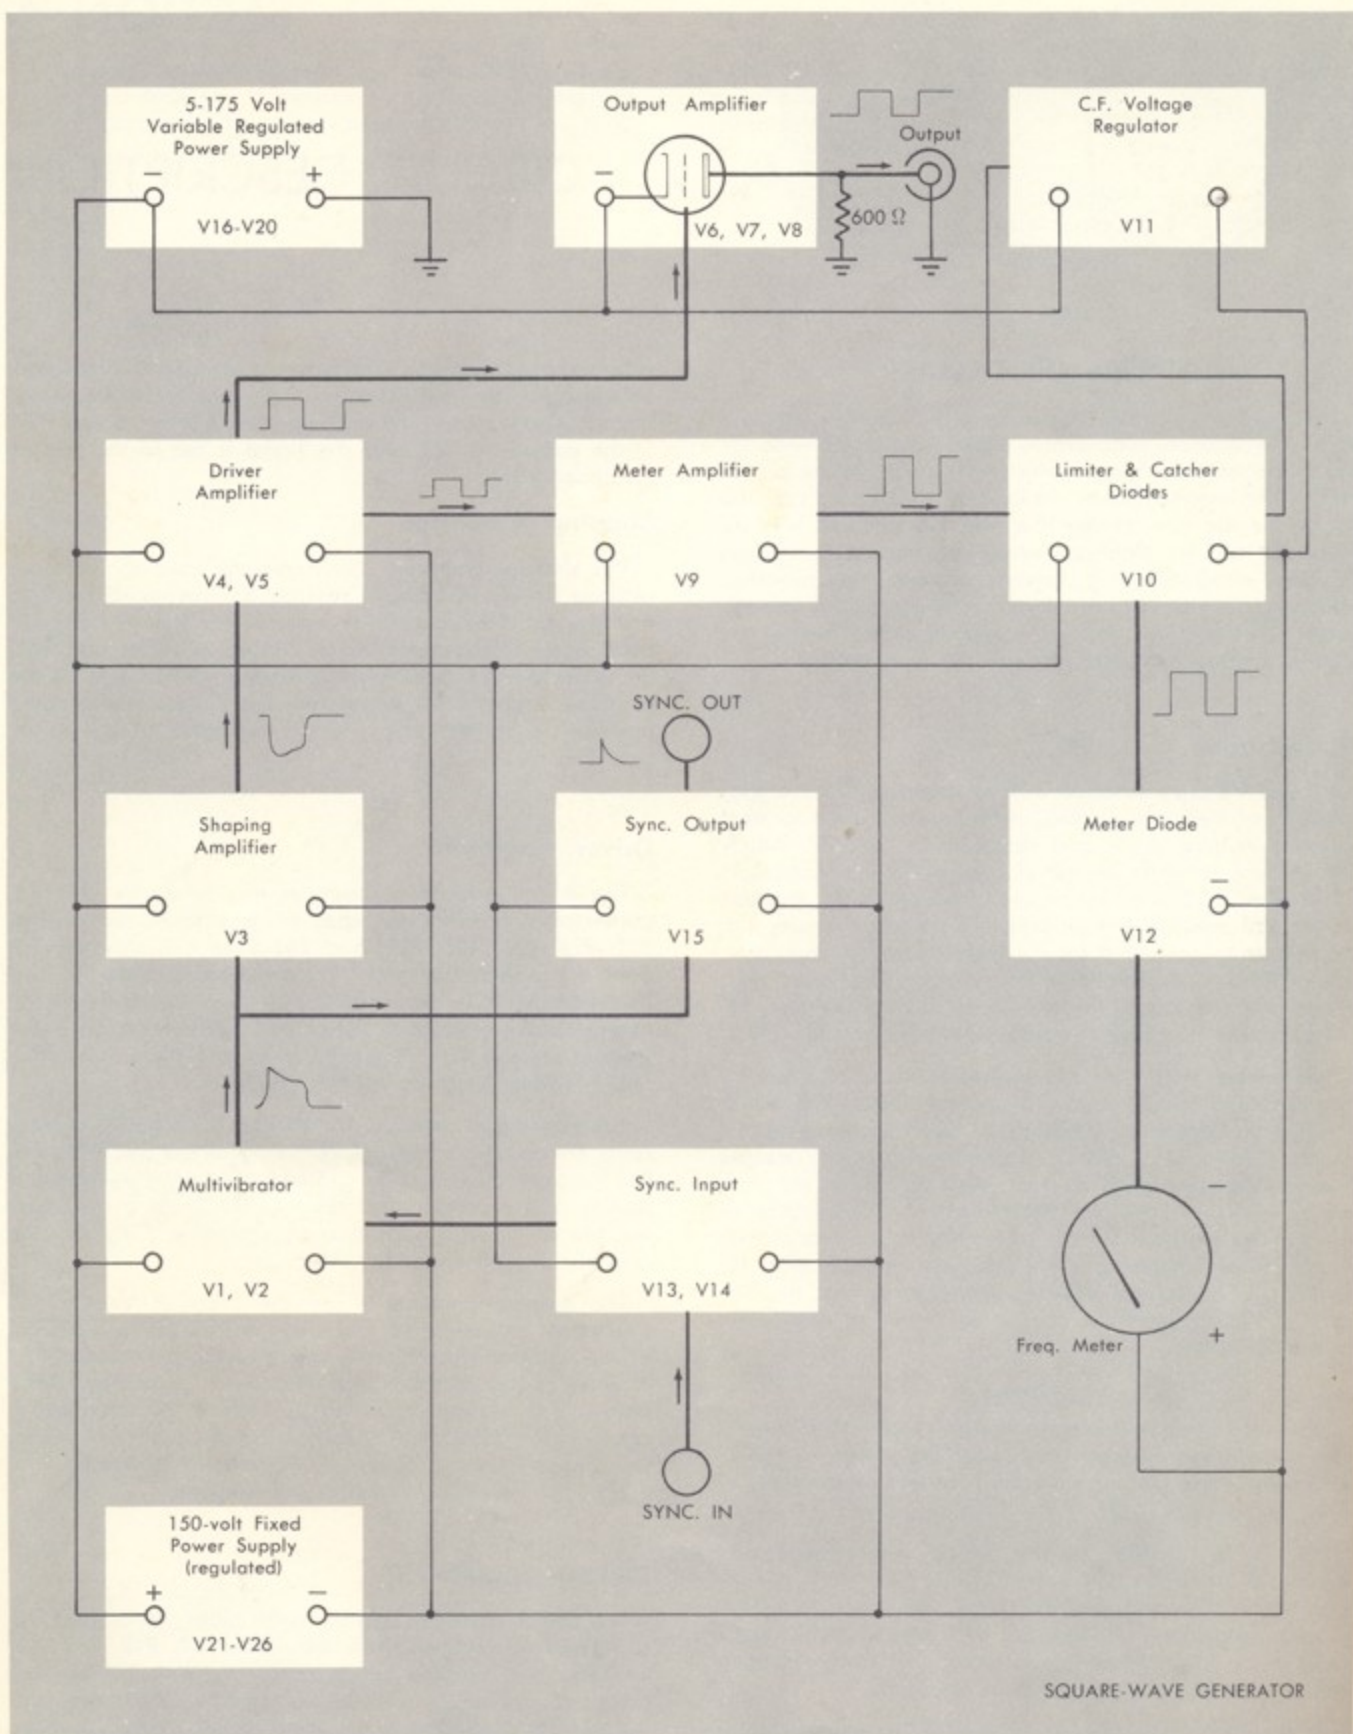 5-175 Volt
Variable Regulated
Power Supply
− +
V16-V20
Output Amplifier
−
V6, V7, V8
Output
600 Ω
C.F. Voltage
Regulator
V11
Driver
Amplifier
V4, V5
Meter Amplifier
V9
Limiter & Catcher
Diodes
V10
SYNC. OUT
Shaping
Amplifier
V3
Sync. Output
V15
Meter Diode
−
V12
Multivibrator
V1, V2
Sync. Input
V13, V14
−
Freq. Meter
+
SYNC. IN
150-volt Fixed
Power Supply
(regulated)
+ −
V21-V26
SQUARE-WAVE GENERATOR